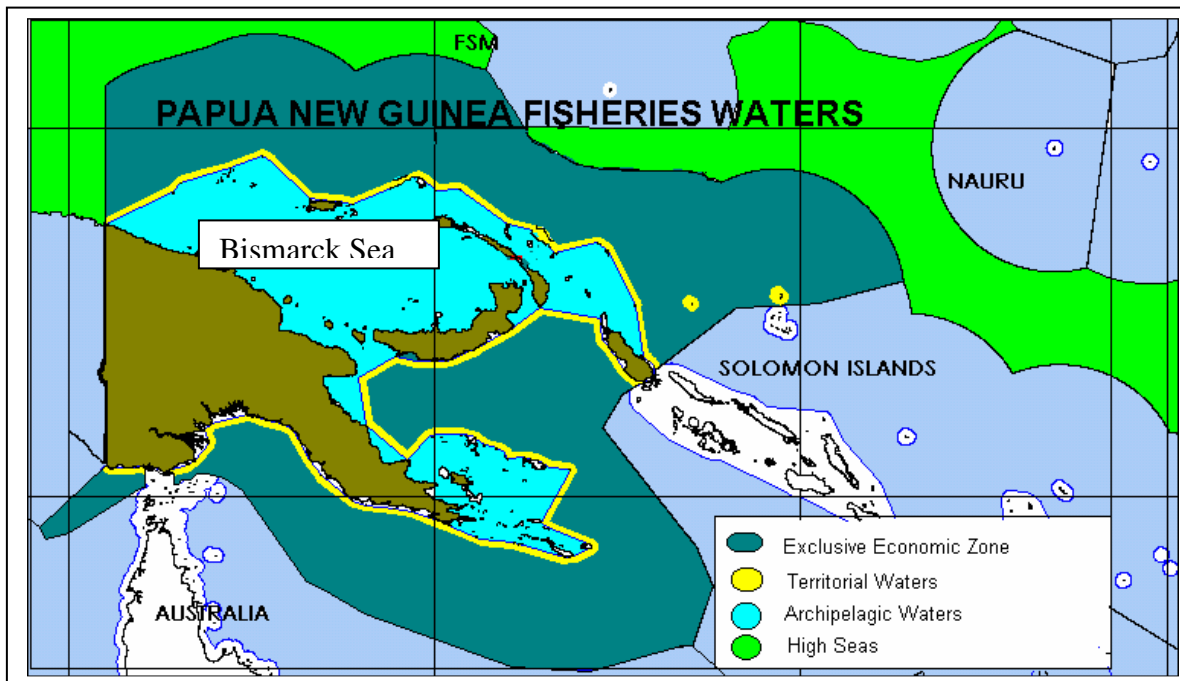 FSM
PAPUA NEW GUINEA FISHERIES WATERS
NAURU
Bismarck Sea
SOLOMON ISLANDS
Exclusive Economic Zone
Territorial Waters
Archipelagic Waters
High Seas
AUSTRALIA